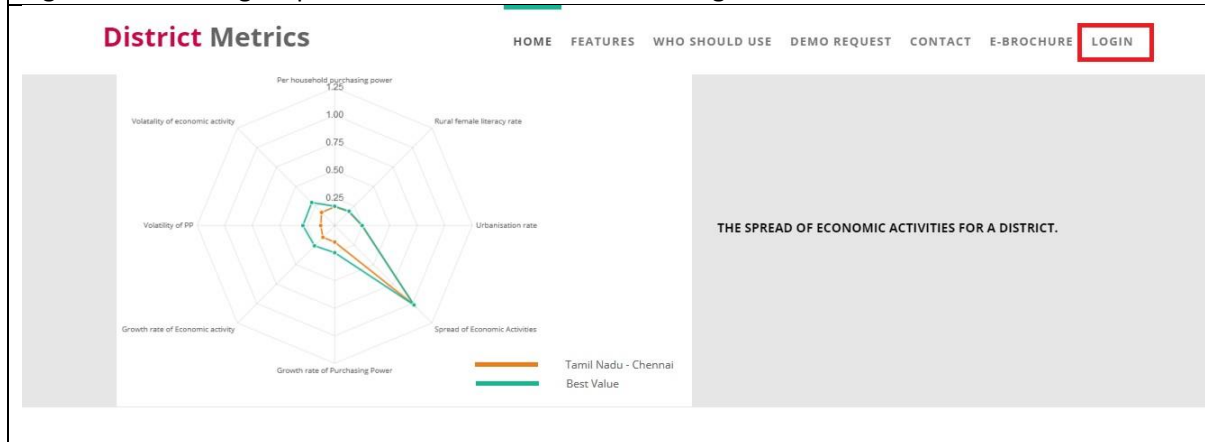 District Metrics
HOME FEATURES WHO SHOULD USE DEMO REQUEST CONTACT E-BROCHURE LOGIN
Per household purchasing power
1.25
Volatality of economic activity
1.00
Rural female literacy rate
0.75
0.50
0.25
Volatility of PP
Urbanisation rate
THE SPREAD OF ECONOMIC ACTIVITIES FOR A DISTRICT.
Growth rate of Economic activity
Spread of Economic Activities
Growth rate of Purchasing Power
Tamil Nadu - Chennai
Best Value